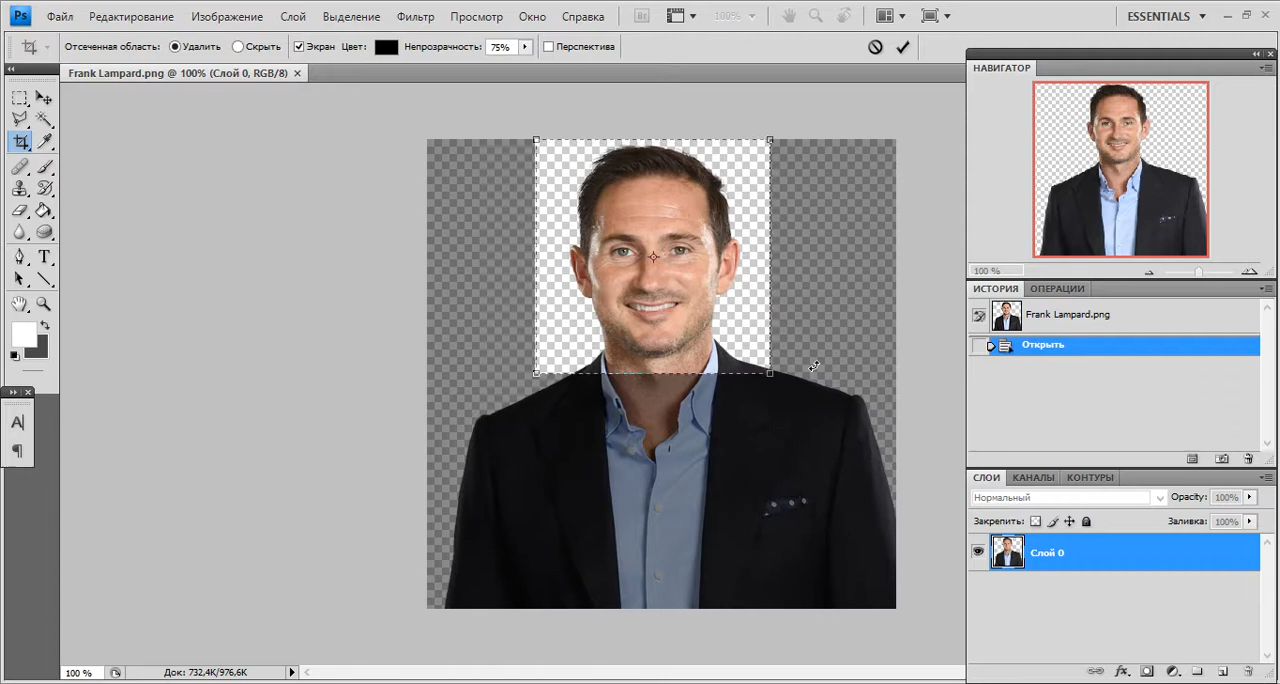 Ps Файл Редактирование Изображение Слой Выделение Фильтр Просмотр Окно Справка Br 100% ESSENTIALS
Отсеченная область: Удалить Скрыть Экран Цвет: Непрозрачность: 75% Перспектива
Frank Lampard.png @ 100% (Слой 0, RGB/8)
НАВИГАТОР
100 %
ИСТОРИЯ ОПЕРАЦИИ
Frank Lampard.png
Открыть
СЛОИ КАНАЛЫ КОНТУРЫ
Нормальный Opacity: 100%
Закрепить: Заливка: 100%
Слой 0
T
A
100 % Док: 732,4K/976,6K
fx